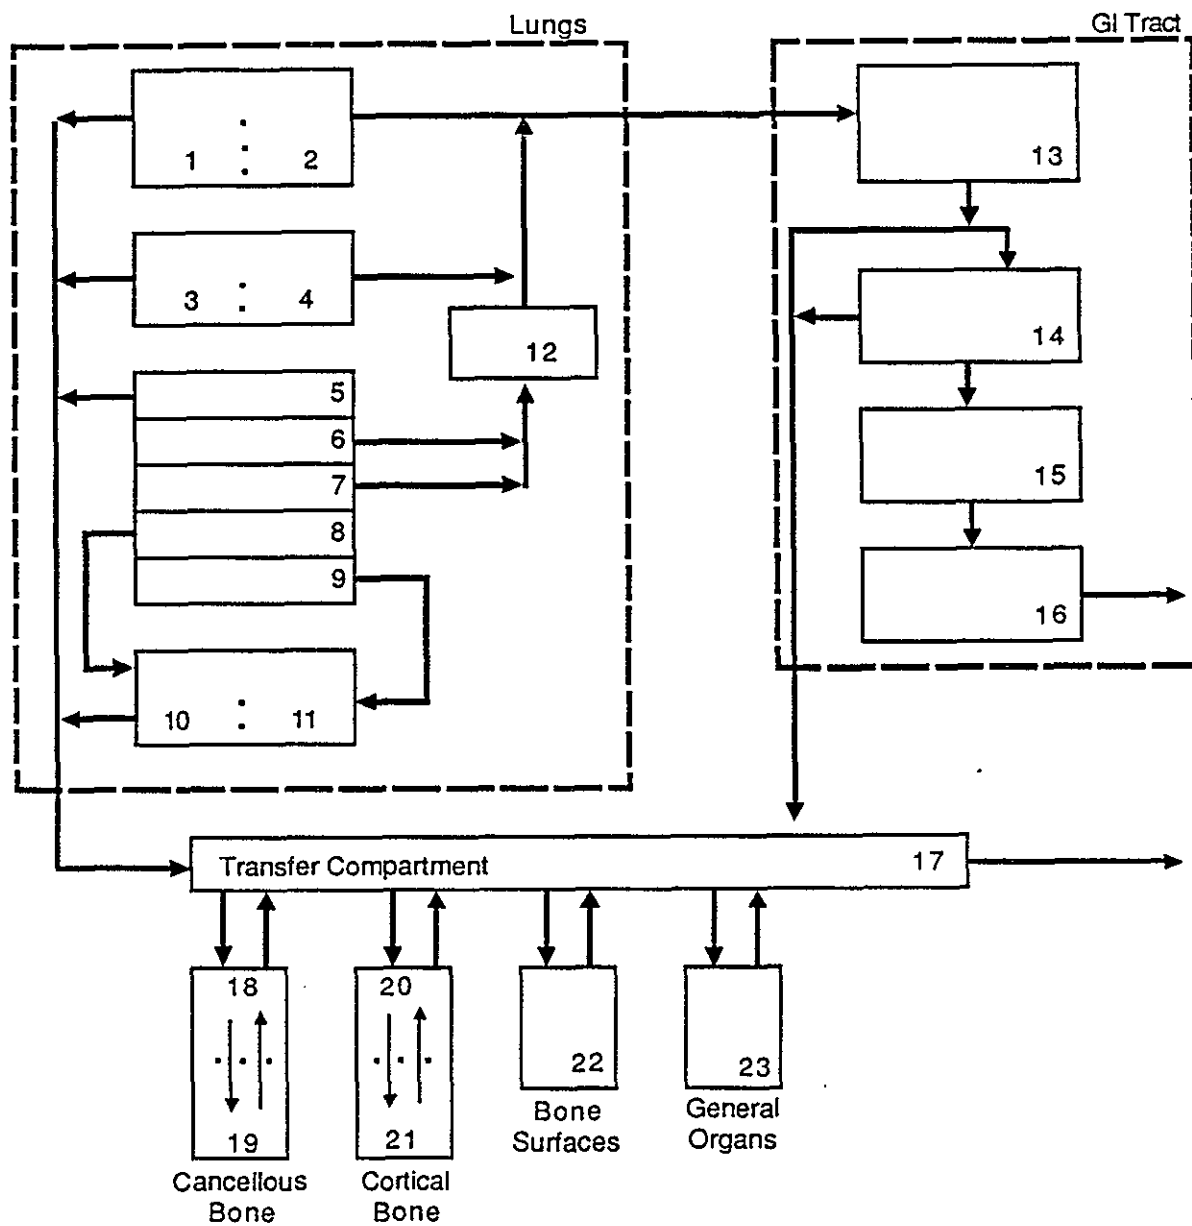 Lungs
GI Tract
1 2
13
3 4
12
14
5
6
7
8
9
15
16
10 11
Transfer Compartment 17
18
20
22
23
19
21
Cancellous
Bone
Cortical
Bone
Bone
Surfaces
General
Organs